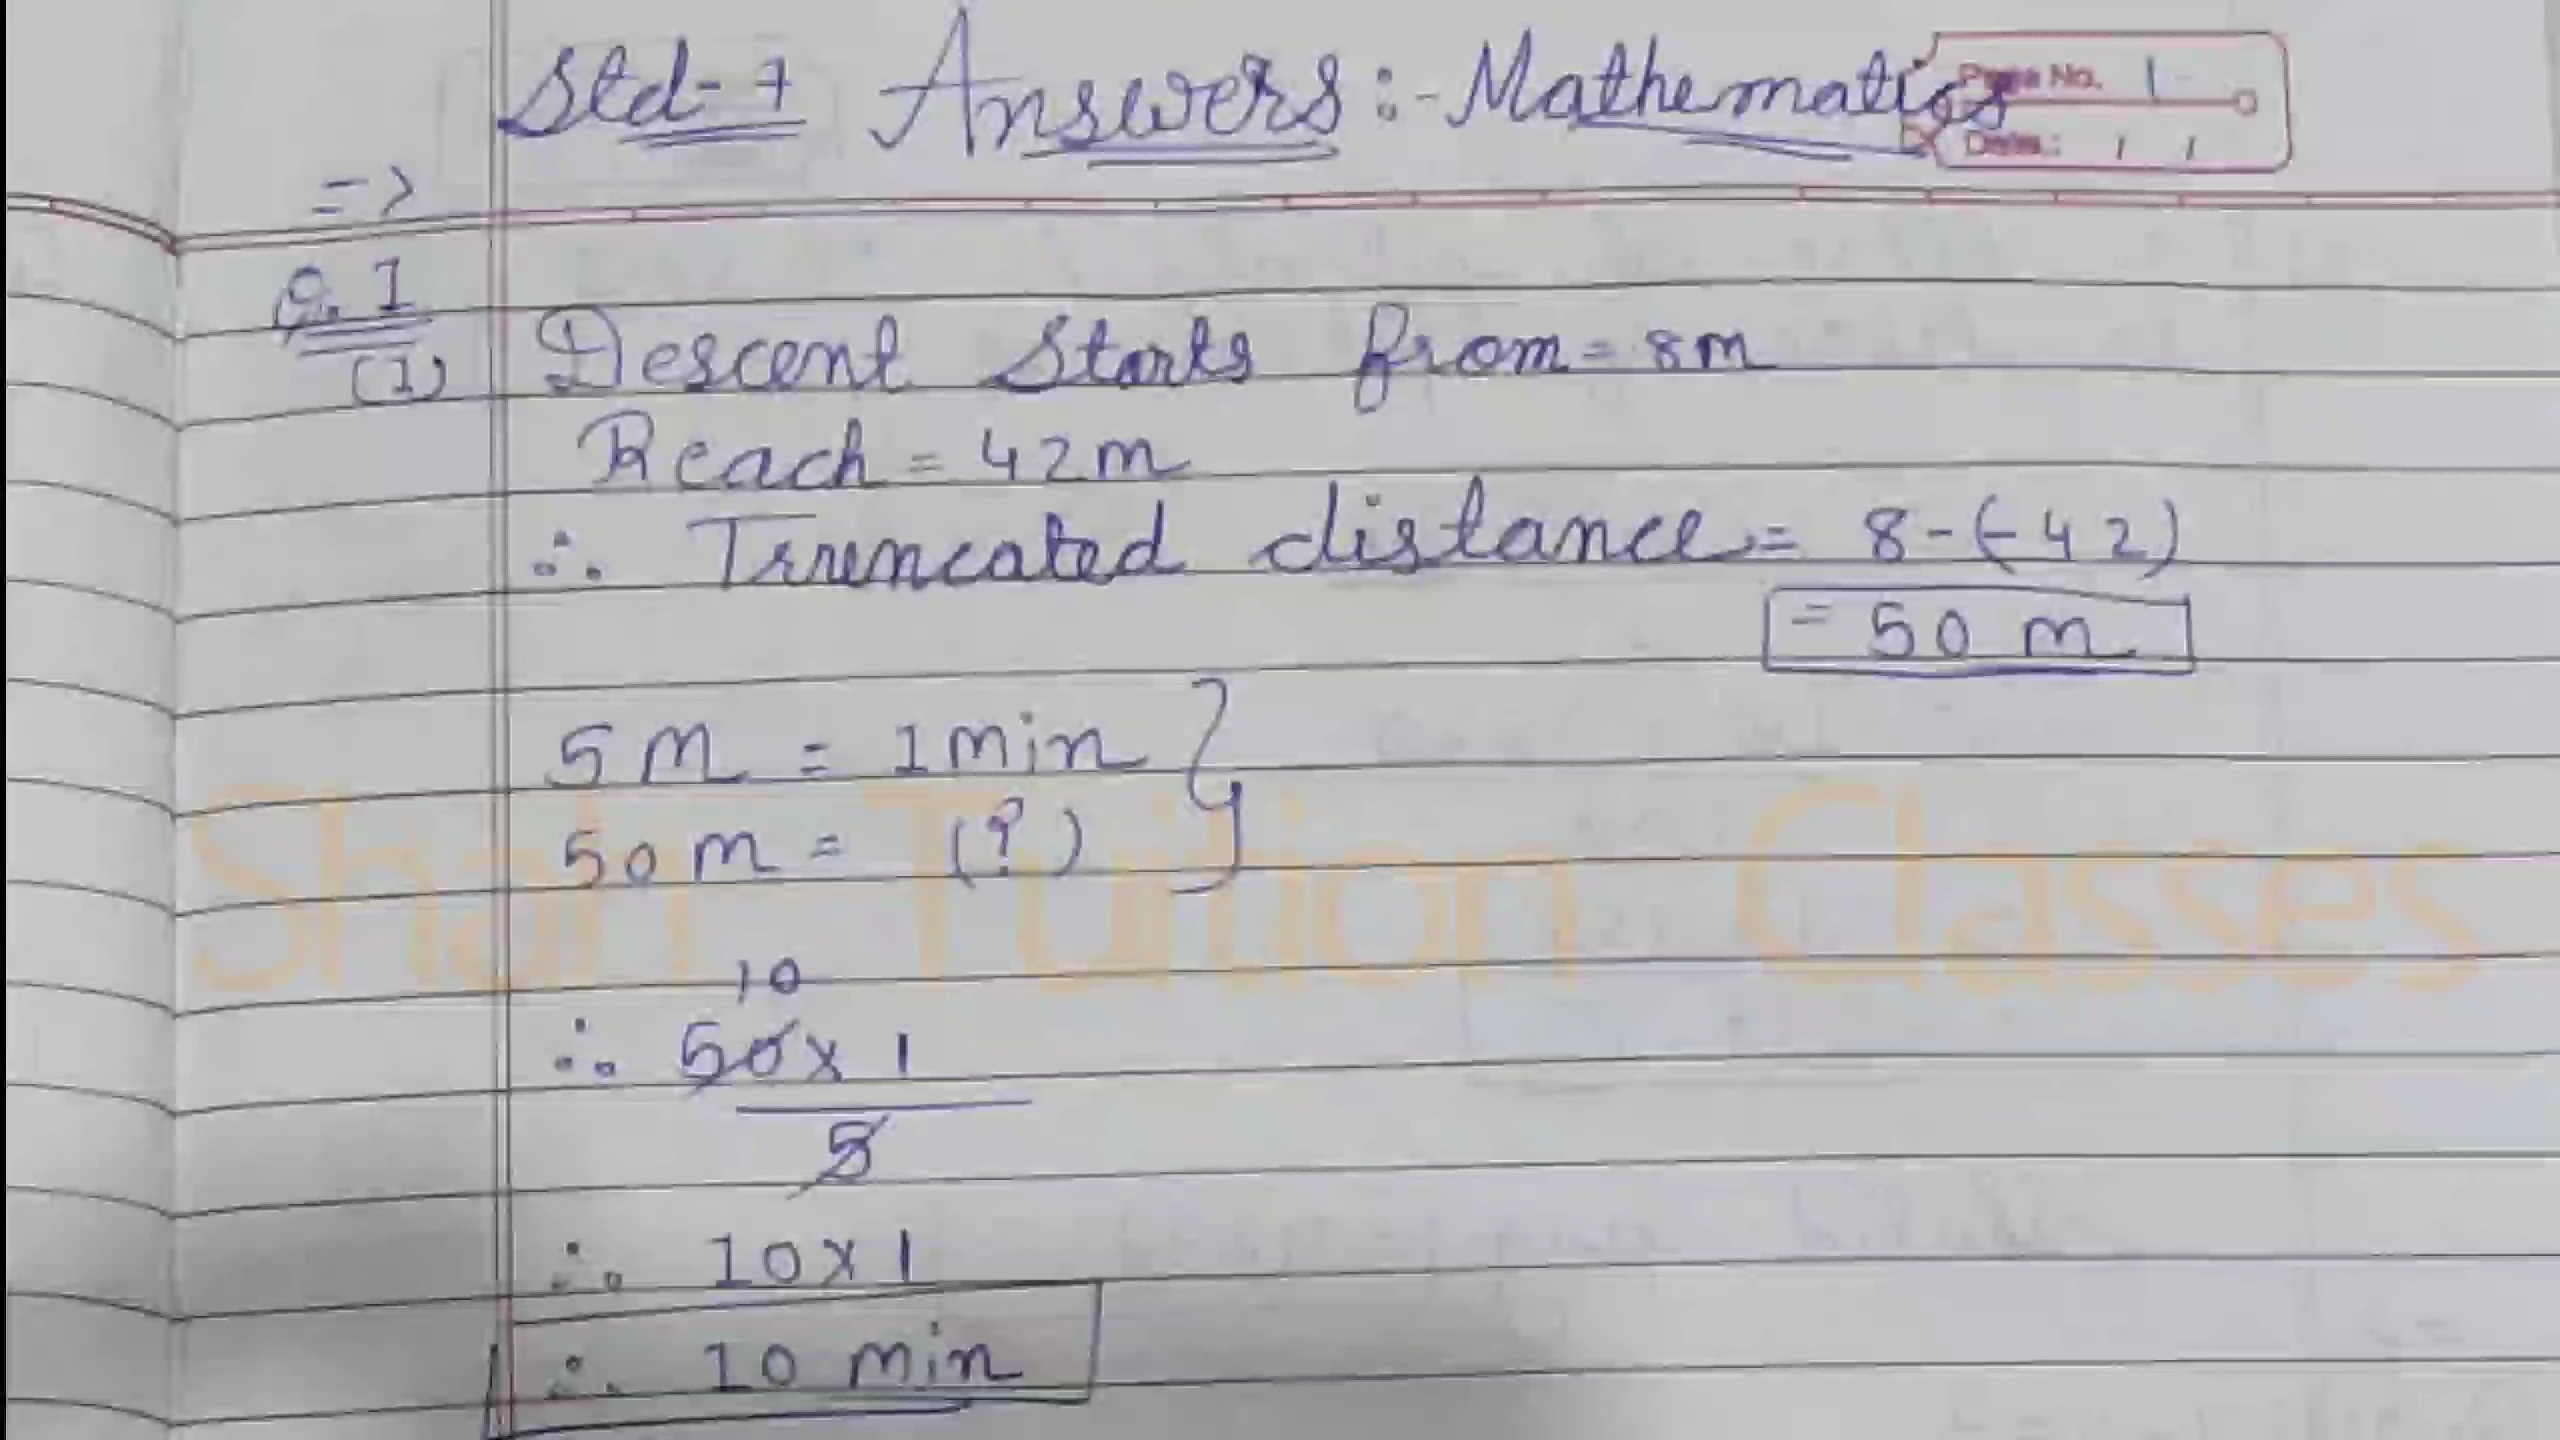 Std-7 Answers :- Mathematics
Page No. 1
Date.: / /
=>
Q.1
(1) Descent starts from = 8m
Reach = 42m
∴ Truncated distance = 8-(-42)
= 50 m
5m = 1min
50m = (?)
Shah Tuition Classes
10
∴ 50x1
5
∴ 10x1
∴ 10 min